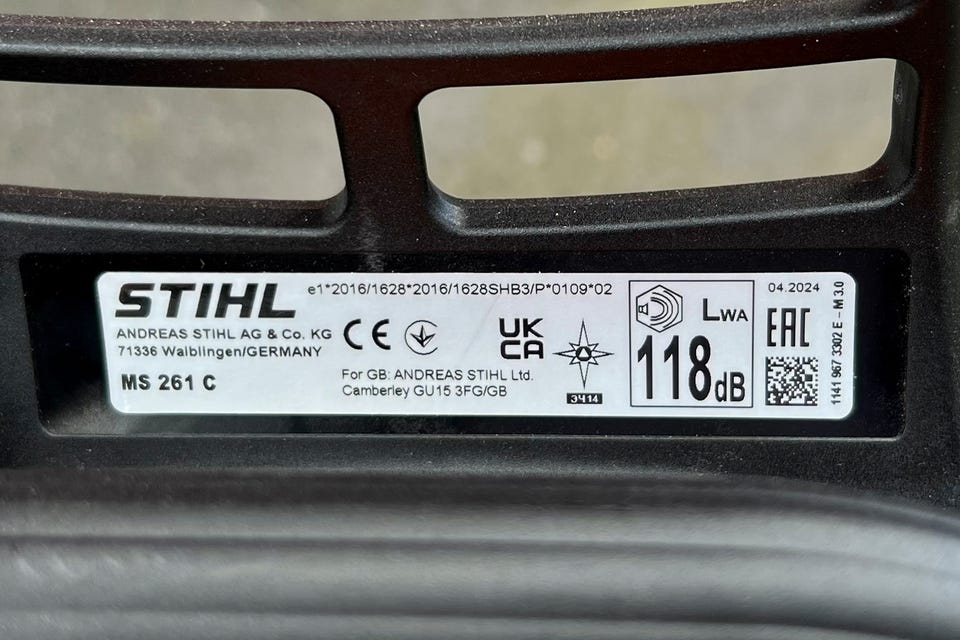 STIHL
e1*2016/1628*2016/1628SHB3/P*0109*02
ANDREAS STIHL AG & Co. KG
71336 Waiblingen/GERMANY
MS 261 C
CE
UK
CA
For GB: ANDREAS STIHL Ltd.
Camberley GU15 3FG/GB
ЭЧ14
LWA
118dB
04.2024
EAC
1141 967 3302 E – M 3.0